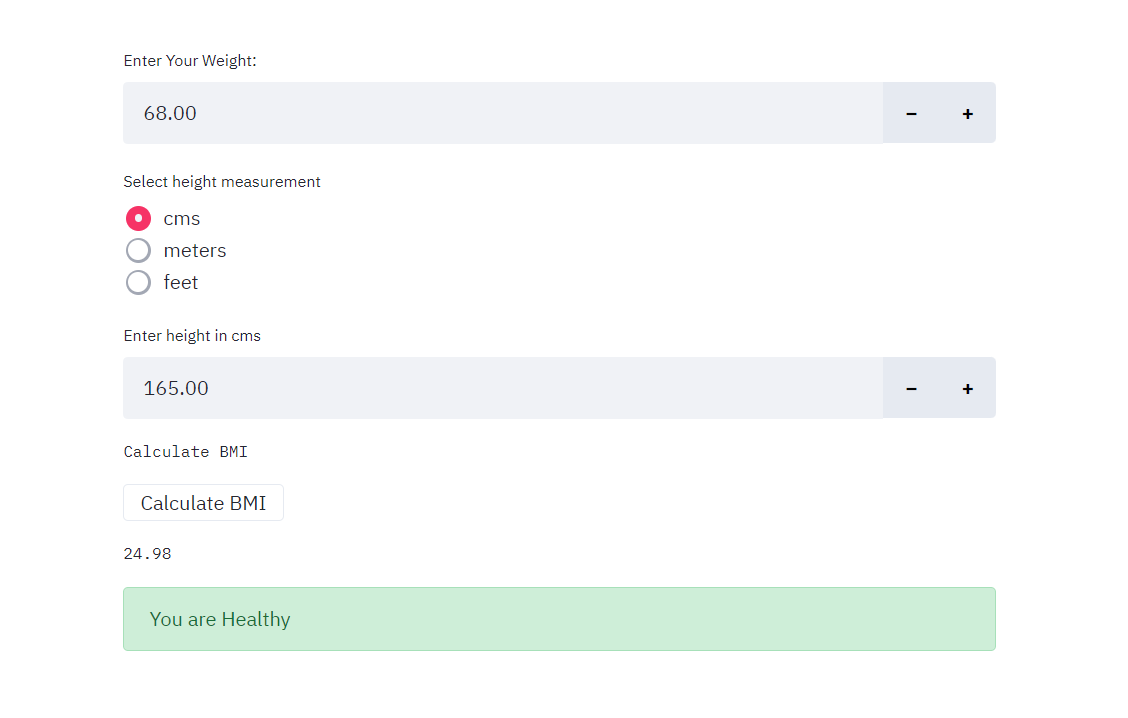 Enter Your Weight:
68.00
− +
Select height measurement
cms
meters
feet
Enter height in cms
165.00
− +
Calculate BMI
Calculate BMI
24.98
You are Healthy